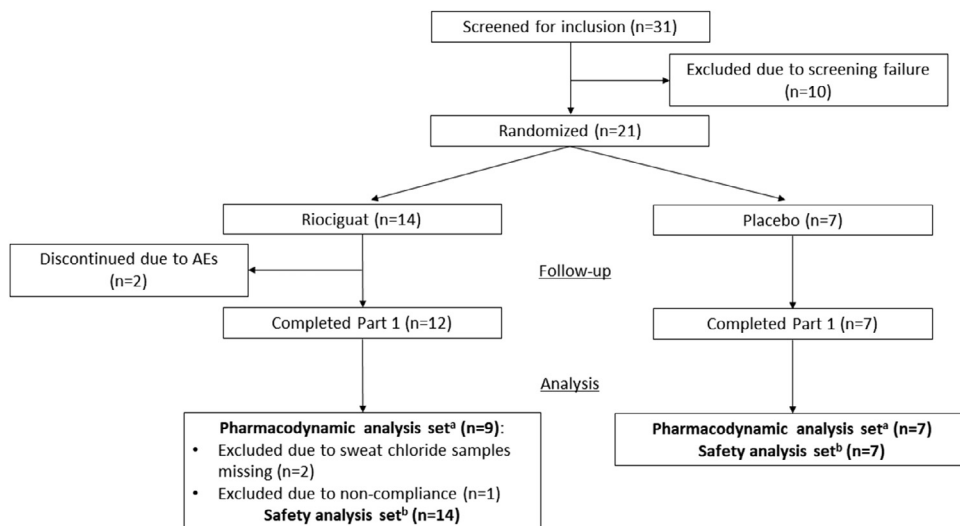 Screened for inclusion (n=31)
Excluded due to screening failure
(n=10)
Randomized (n=21)
Riociguat (n=14)
Placebo (n=7)
Discontinued due to AEs
(n=2)
Follow-up
Completed Part 1 (n=12)
Completed Part 1 (n=7)
Analysis
Pharmacodynamic analysis setᵃ (n=9):
• Excluded due to sweat chloride samples
missing (n=2)
• Excluded due to non-compliance (n=1)
Safety analysis setᵇ (n=14)
Pharmacodynamic analysis setᵃ (n=7)
Safety analysis setᵇ (n=7)